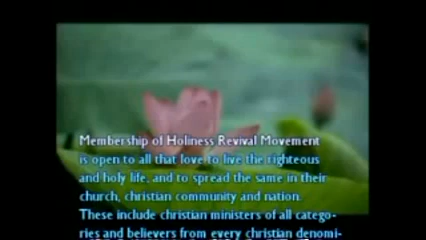 Membership of Holiness Revival Movement
is open to all that love to live the righteous
and holy life, and to spread the same in their
church, christian community and nation.
These include christian ministers of all catego-
ries and believers from every christian denomi-